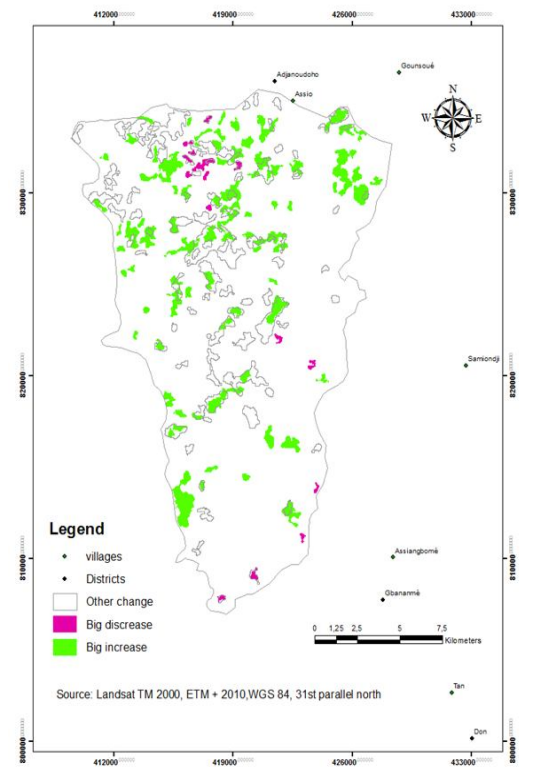 412000 419000 426000 433000
Gounsoué
Adjanoudoho
Assio
N
W E
S
830000 830000
Samiondji
820000 820000
Legend
villages
Districts
Other change
Big discrease
Big increase
Assiangbomè
810000 810000
Gbananmè
0 1,25 2,5 5 7,5
Kilometers
Tan
Source: Landsat TM 2000, ETM + 2010,WGS 84, 31st parallel north
Don
800000 800000
412000 419000 426000 433000